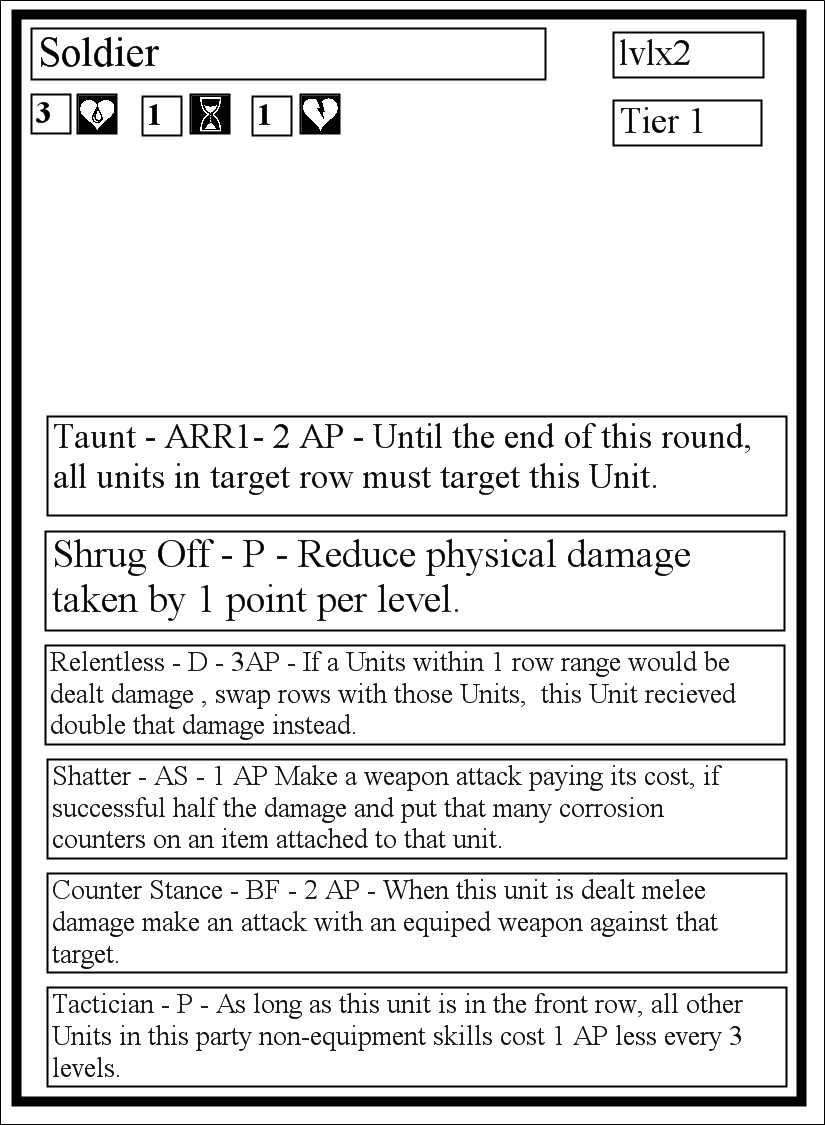 Soldier
lvlx2
3
1
1
Tier 1
Taunt - ARR1- 2 AP - Until the end of this round,
all units in target row must target this Unit.
Shrug Off - P - Reduce physical damage
taken by 1 point per level.
Relentless - D - 3AP - If a Units within 1 row range would be
dealt damage , swap rows with those Units,  this Unit recieved
double that damage instead.
Shatter - AS - 1 AP Make a weapon attack paying its cost, if
successful half the damage and put that many corrosion
counters on an item attached to that unit.
Counter Stance - BF - 2 AP - When this unit is dealt melee
damage make an attack with an equiped weapon against that
target.
Tactician - P - As long as this unit is in the front row, all other
Units in this party non-equipment skills cost 1 AP less every 3
levels.